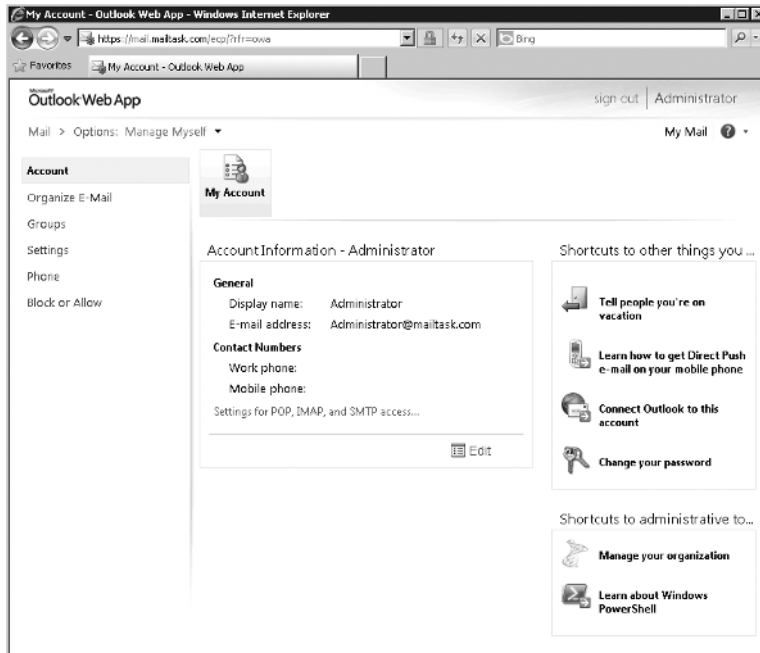 My Account - Outlook Web App - Windows Internet Explorer
https://mail.mailtask.com/ecp/?rfr=owa
Bing
Favorites
My Account - Outlook Web App
Microsoft
Outlook Web App
sign out
Administrator
Mail > Options: Manage Myself
My Mail
Account
Organize E-Mail
Groups
Settings
Phone
Block or Allow
My Account
Account Information - Administrator
General
Display name: Administrator
E-mail address: Administrator@mailtask.com
Contact Numbers
Work phone:
Mobile phone:
Settings for POP, IMAP, and SMTP access...
Edit
Shortcuts to other things you ...
Tell people you're on
vacation
Learn how to get Direct Push
e-mail on your mobile phone
Connect Outlook to this
account
Change your password
Shortcuts to administrative to...
Manage your organization
Learn about Windows
PowerShell